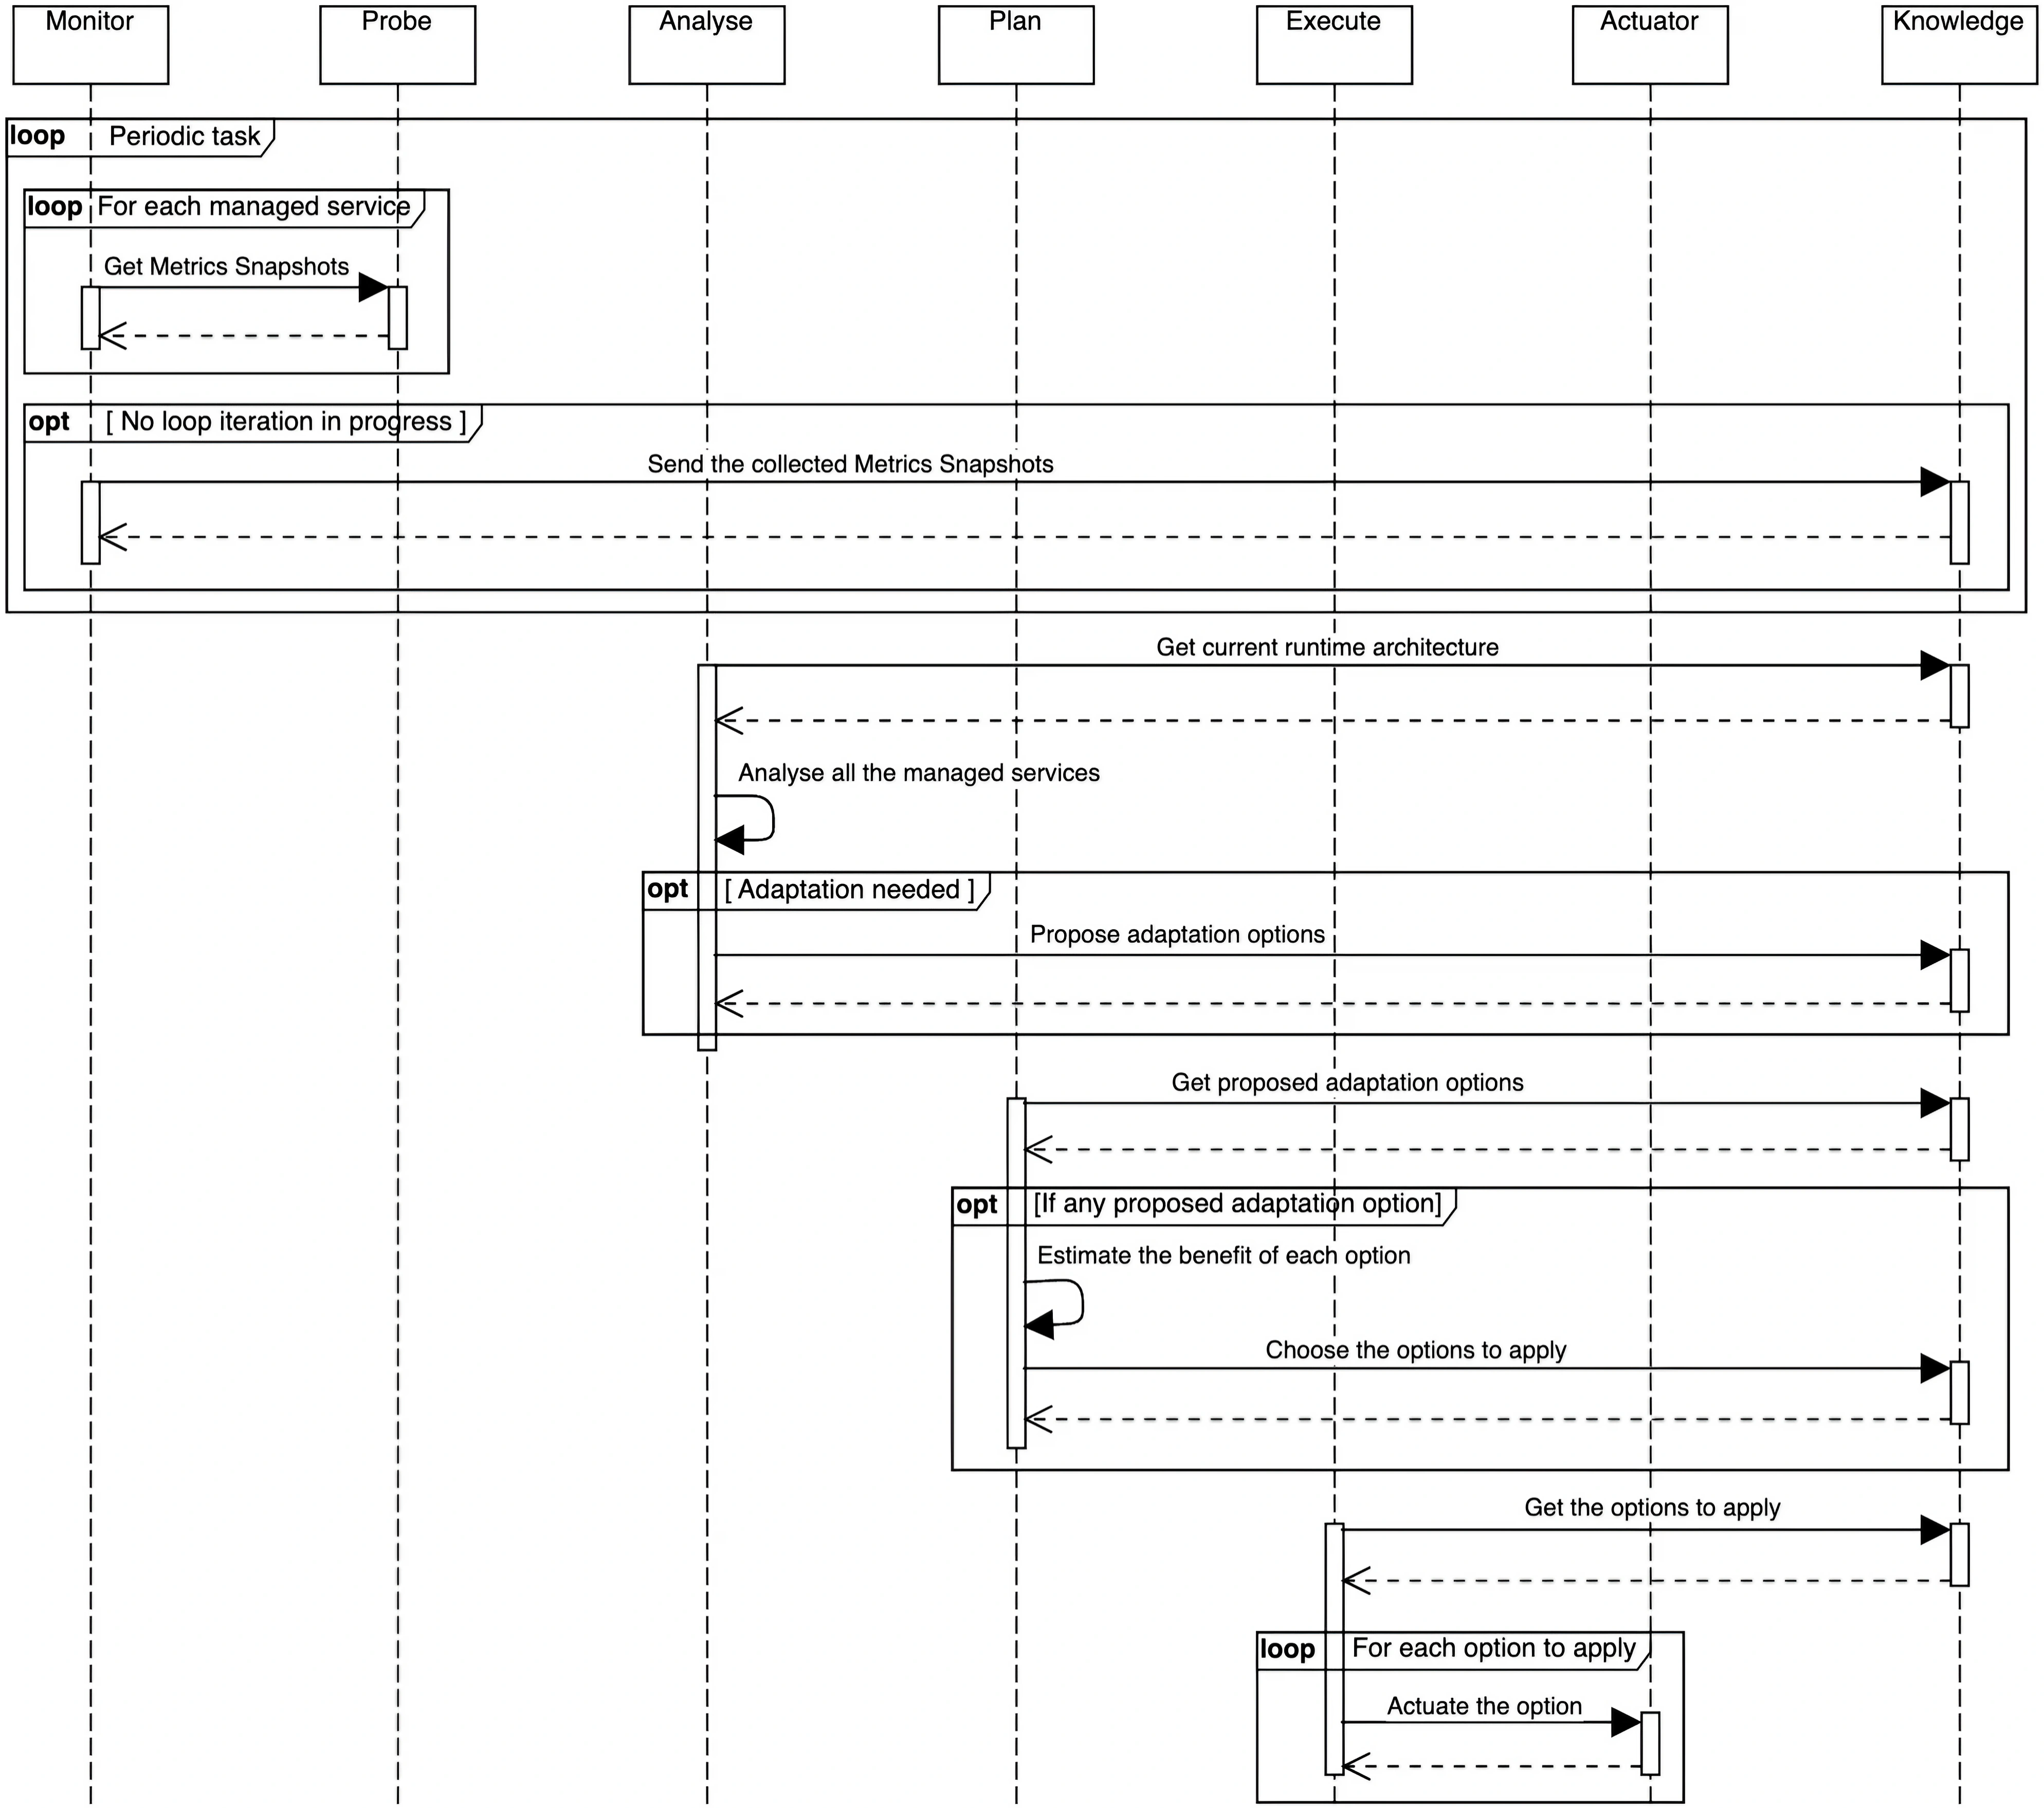 Monitor
Probe
Analyse
Plan
Execute
Actuator
Knowledge
loop Periodic task
loop For each managed service
Get Metrics Snapshots
opt [ No loop iteration in progress ]
Send the collected Metrics Snapshots
Get current runtime architecture
Analyse all the managed services
opt [ Adaptation needed ]
Propose adaptation options
Get proposed adaptation options
opt [If any proposed adaptation option]
Estimate the benefit of each option
Choose the options to apply
Get the options to apply
loop For each option to apply
Actuate the option